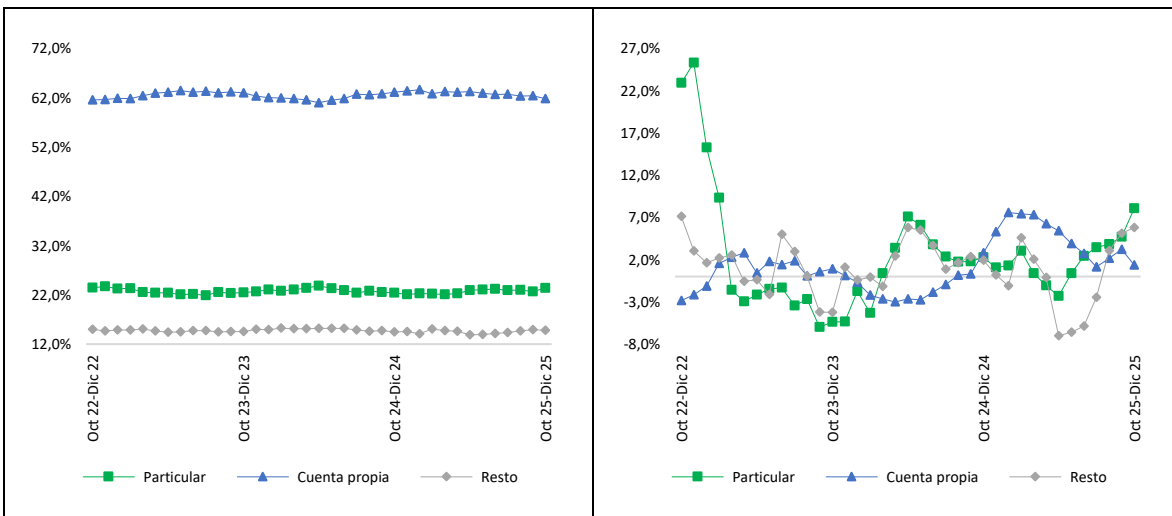 72,0%
62,0%
52,0%
42,0%
32,0%
22,0%
12,0%
Oct 22-Dic 22
Oct 23-Dic 23
Oct 24-Dic 24
Oct 25-Dic 25
Particular
Cuenta propia
Resto
27,0%
22,0%
17,0%
12,0%
7,0%
2,0%
-3,0%
-8,0%
Oct 22-Dic 22
Oct 23-Dic 23
Oct 24-Dic 24
Oct 25-Dic 25
Particular
Cuenta propia
Resto